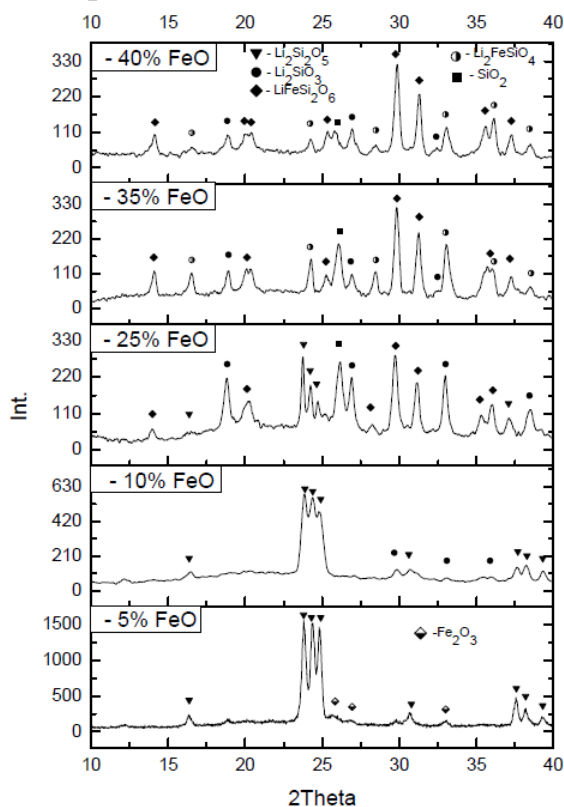 10 15 20 25 30 35 40
- 40% FeO
- Li₂Si₂O₅
- Li₂SiO₃
- LiFeSi₂O₆
- Li₂FeSiO₄
- SiO₂
330
220
110
0
- 35% FeO
330
220
110
0
- 25% FeO
330
220
110
0
Int.
- 10% FeO
630
420
210
0
- 5% FeO
-Fe₂O₃
1500
1000
500
0
10 15 20 25 30 35 40
2Theta